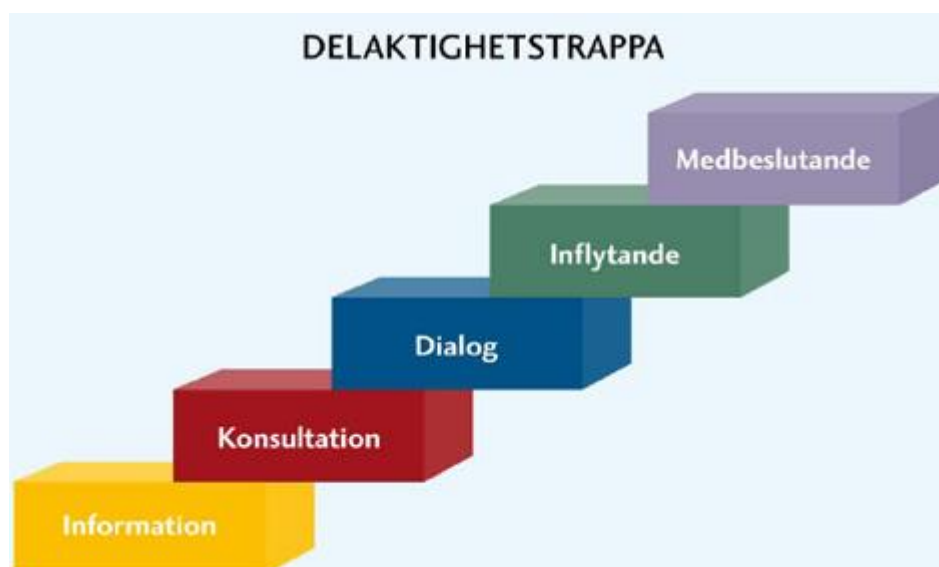 DELAKTIGHETSTRAPPA
Medbeslutande
Inflytande
Dialog
Konsultation
Information